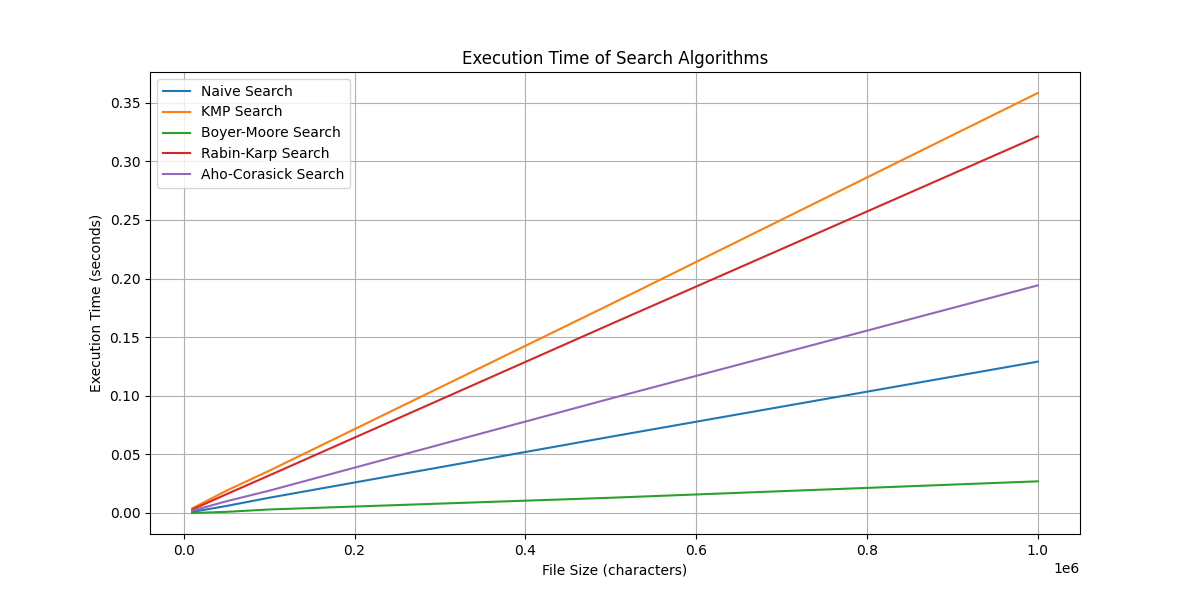 Execution Time of Search Algorithms
Naive Search
KMP Search
Boyer-Moore Search
Rabin-Karp Search
Aho-Corasick Search
Execution Time (seconds)
0.35
0.30
0.25
0.20
0.15
0.10
0.05
0.00
0.0 0.2 0.4 0.6 0.8 1.0
1e6
File Size (characters)